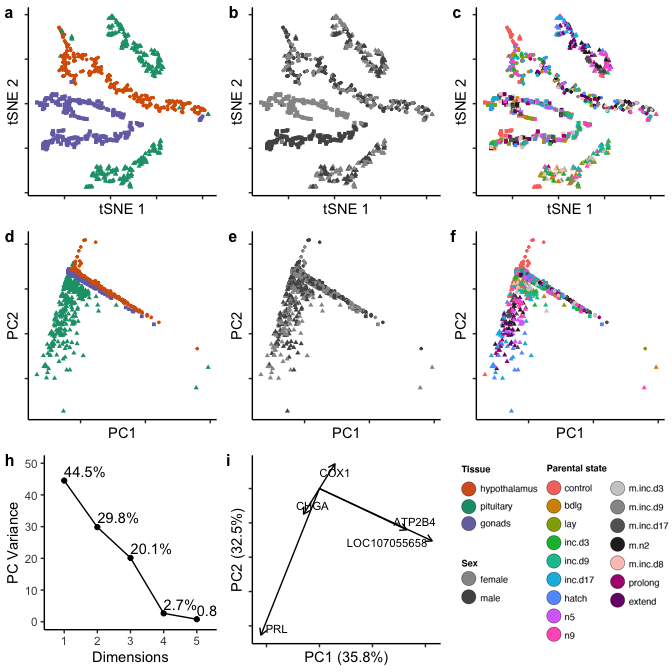 a
b
c
tSNE 2
tSNE 2
tSNE 2
tSNE 1
tSNE 1
tSNE 1
d
e
f
PC2
PC2
PC2
PC1
PC1
PC1
h
PC Variance
50
40
30
20
10
0
44.5%
29.8%
20.1%
2.7%
0.8
1
2
3
4
5
Dimensions
i
PC2 (32.5%)
COX1
CHGA
ATP2B4
LOC107055658
PRL
PC1 (35.8%)
Tissue
hypothalamus
pituitary
gonads
Sex
female
male
Parental state
control
bdlg
lay
inc.d3
inc.d9
inc.d17
hatch
n5
n9
m.inc.d3
m.inc.d9
m.inc.d17
m.n2
m.inc.d8
prolong
extend